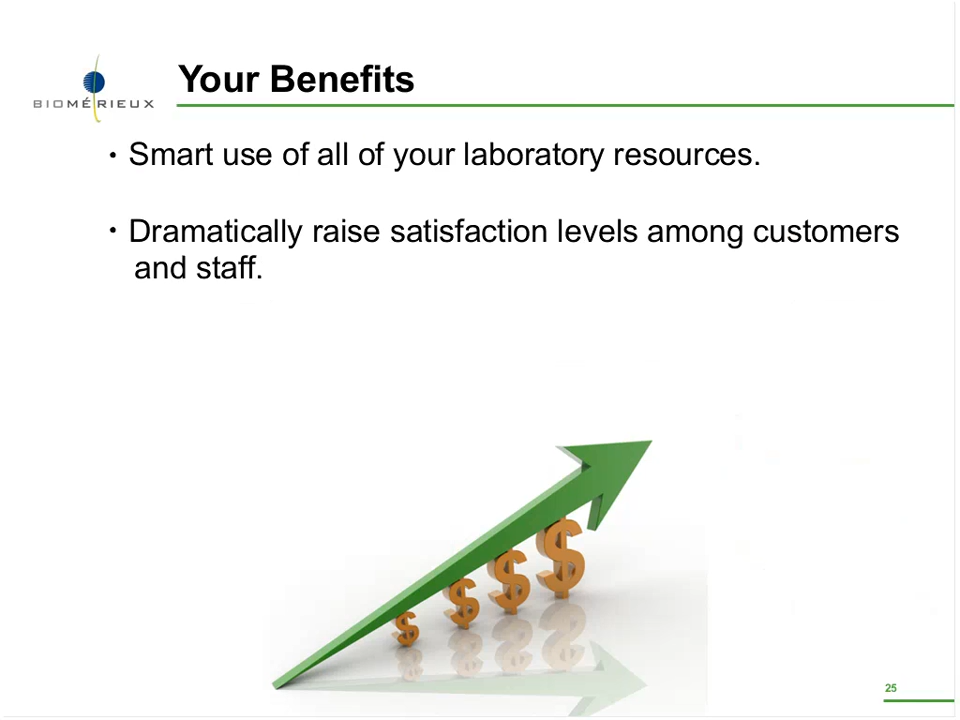 BIOMÉRIEUX
Your Benefits
• Smart use of all of your laboratory resources.
• Dramatically raise satisfaction levels among customers
and staff.
$ $ $ $
25